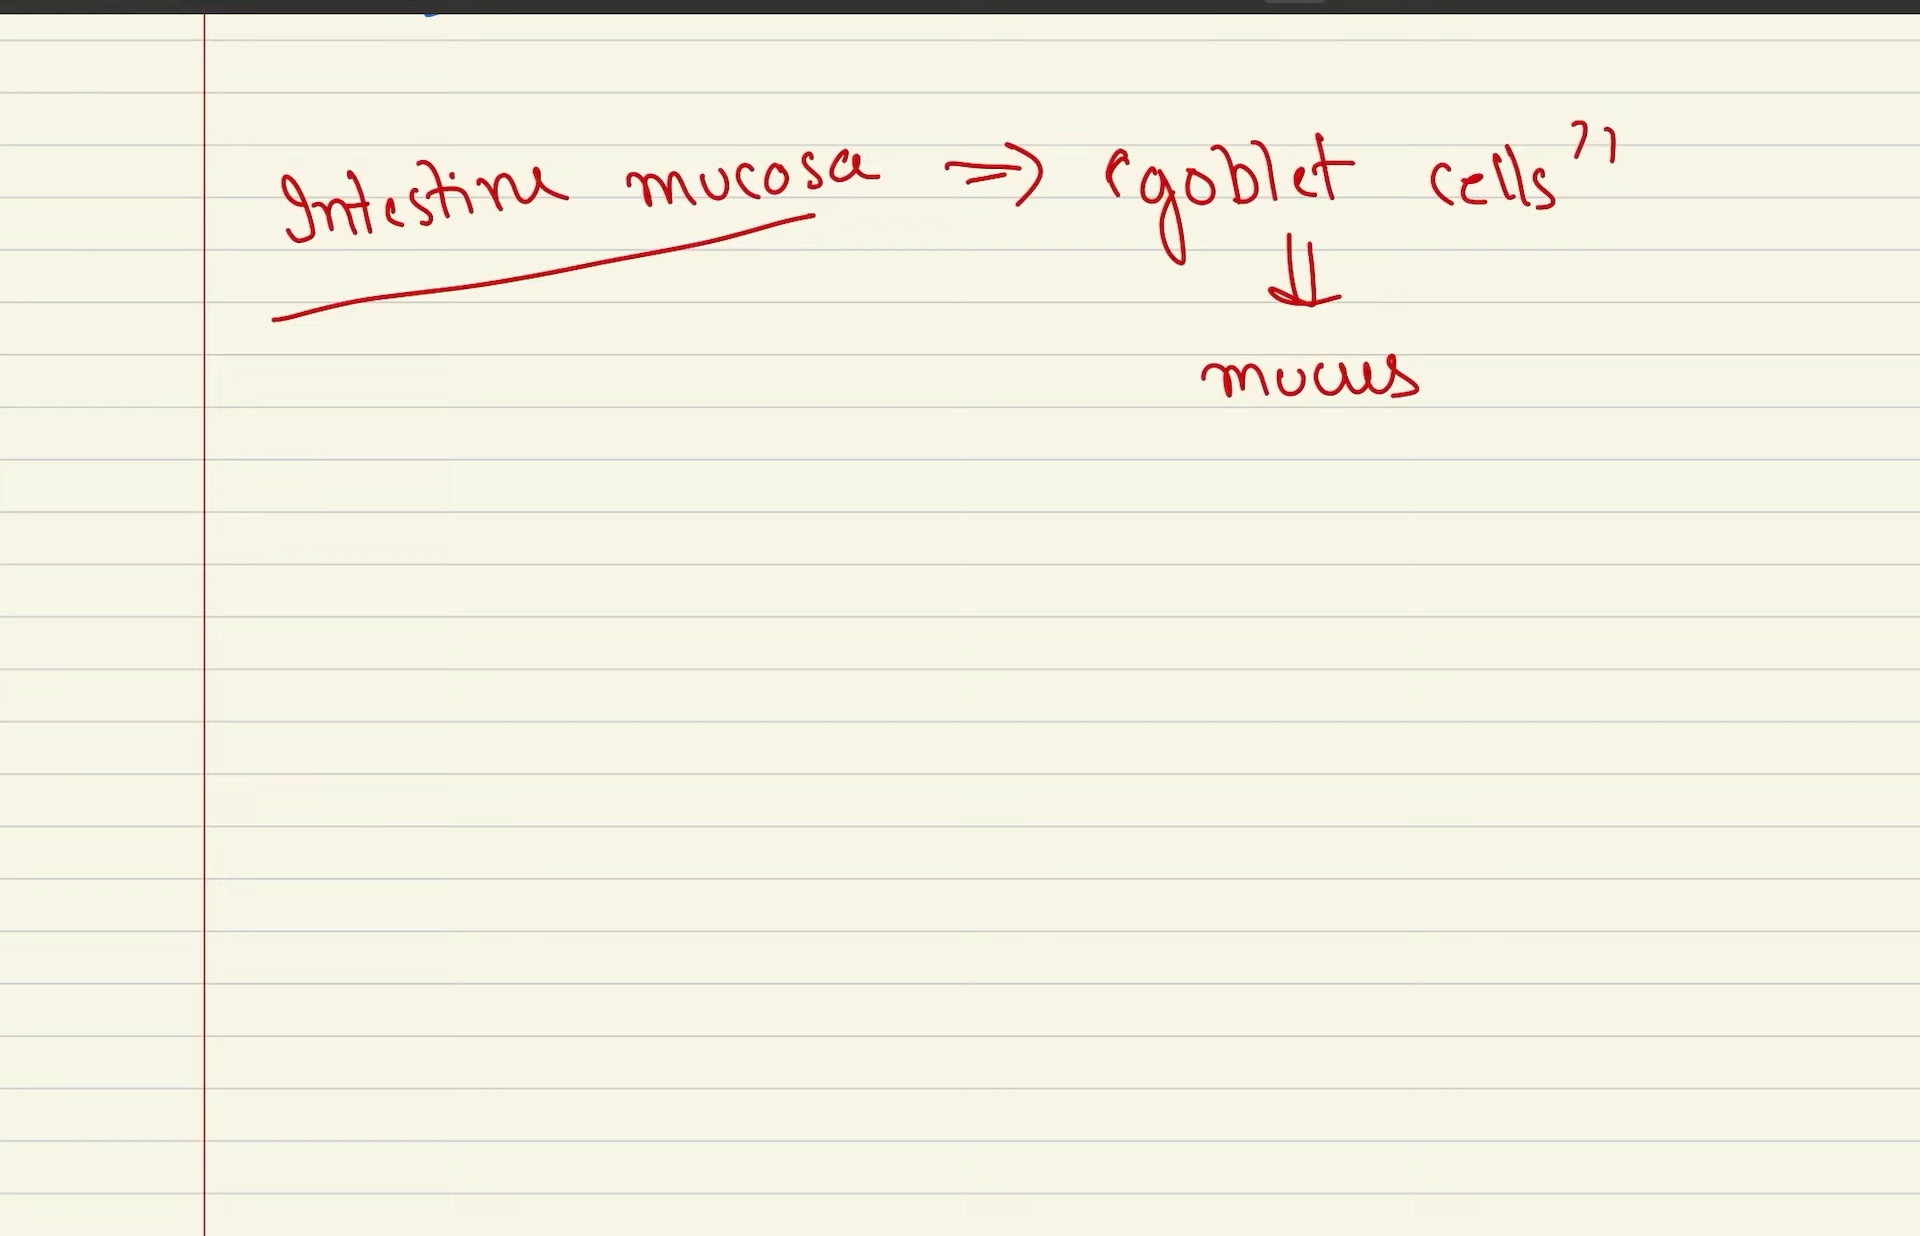 Intestine mucosa ⇒ "goblet cells"
⇓
mucus